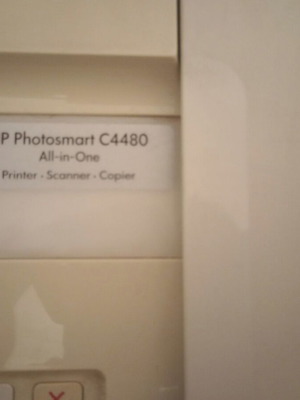 P Photosmart C4480
All-in-One
Printer · Scanner · Copier